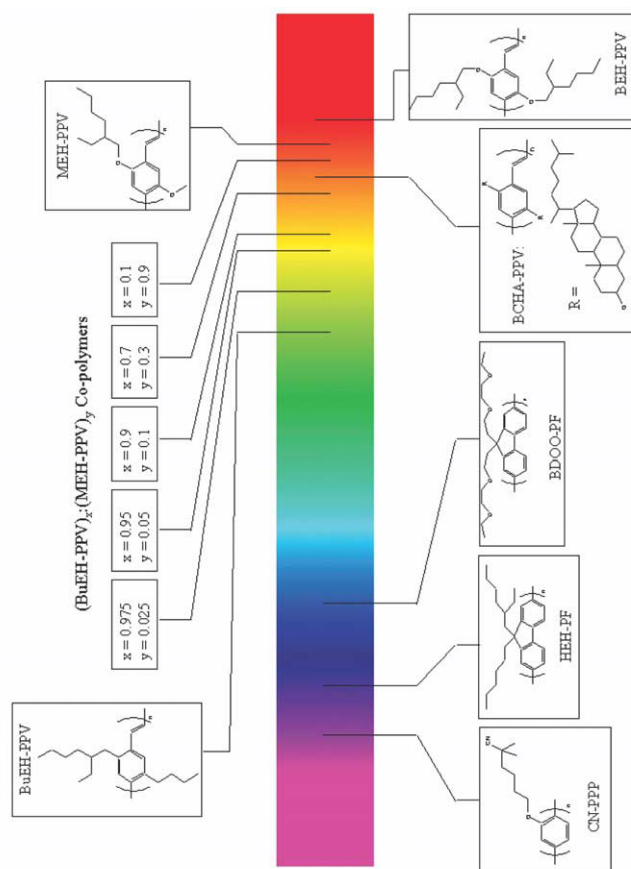 BuEH-PPV
n
x = 0.975
y = 0.025
x = 0.95
y = 0.05
x = 0.9
y = 0.1
x = 0.7
y = 0.3
x = 0.1
y = 0.9
(BuEH-PPV)x:(MEH-PPV)y Co-polymers
MEH-PPV
O
O
n
CN-PPP
CN
O
n
HEH-PF
n
BDOO-PF
O
O
O
O
n
BCHA-PPV:
R
R
n
R =
O
BEH-PPV
O
O
n